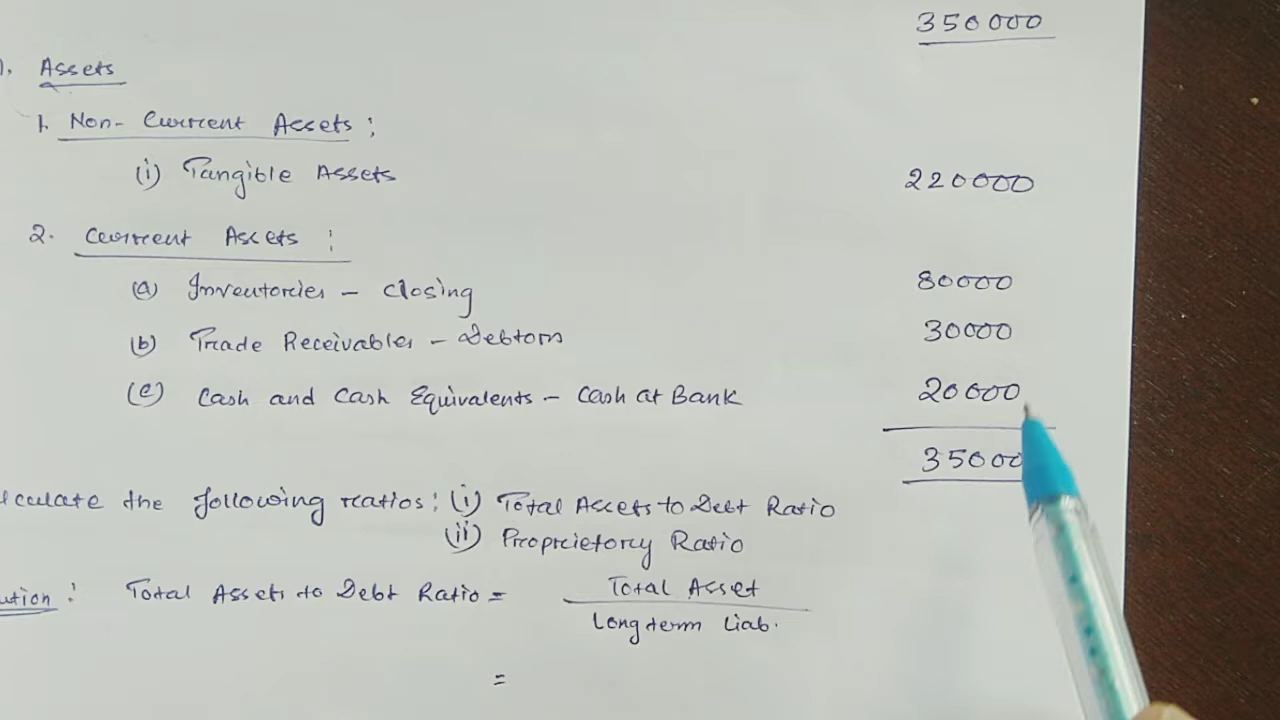 350000
Assets
1. Non-Current Assets :
(i) Tangible Assets 220000
2. Current Assets :
(a) Inventories - Closing 80000
(b) Trade Receivables - Debtors 30000
(c) Cash and Cash Equivalents - Cash at Bank 20000
35000
the following ratios : (i) Total Assets to Debt Ratio
(ii) Proprietory Ratio
Total Assets to Debt Ratio = Total Asset
Long term Liab.
=